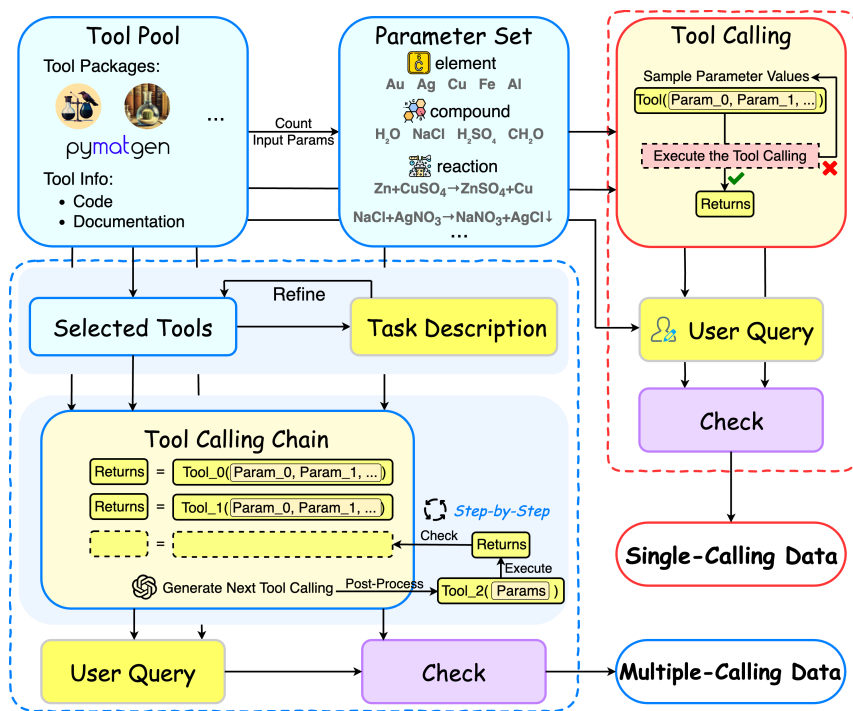 Tool Pool
Tool Packages:
...
pymatgen
Tool Info:
• Code
• Documentation
Count
Input Params
Parameter Set
element
Au Ag Cu Fe Al
compound
H₂O NaCl H₂SO₄ CH₂O
reaction
Zn+CuSO₄→ZnSO₄+Cu
NaCl+AgNO₃→NaNO₃+AgCl↓
...
Tool Calling
Sample Parameter Values
Tool(Param_0, Param_1, ...)
Execute the Tool Calling
Returns
User Query
Check
Single-Calling Data
Refine
Selected Tools
Task Description
Tool Calling Chain
Returns = Tool_0(Param_0, Param_1, ...)
Returns = Tool_1(Param_0, Param_1, ...)
Step-by-Step
=
Check
Returns
Execute
Generate Next Tool Calling
Post-Process
Tool_2( Params )
User Query
Check
Multiple-Calling Data